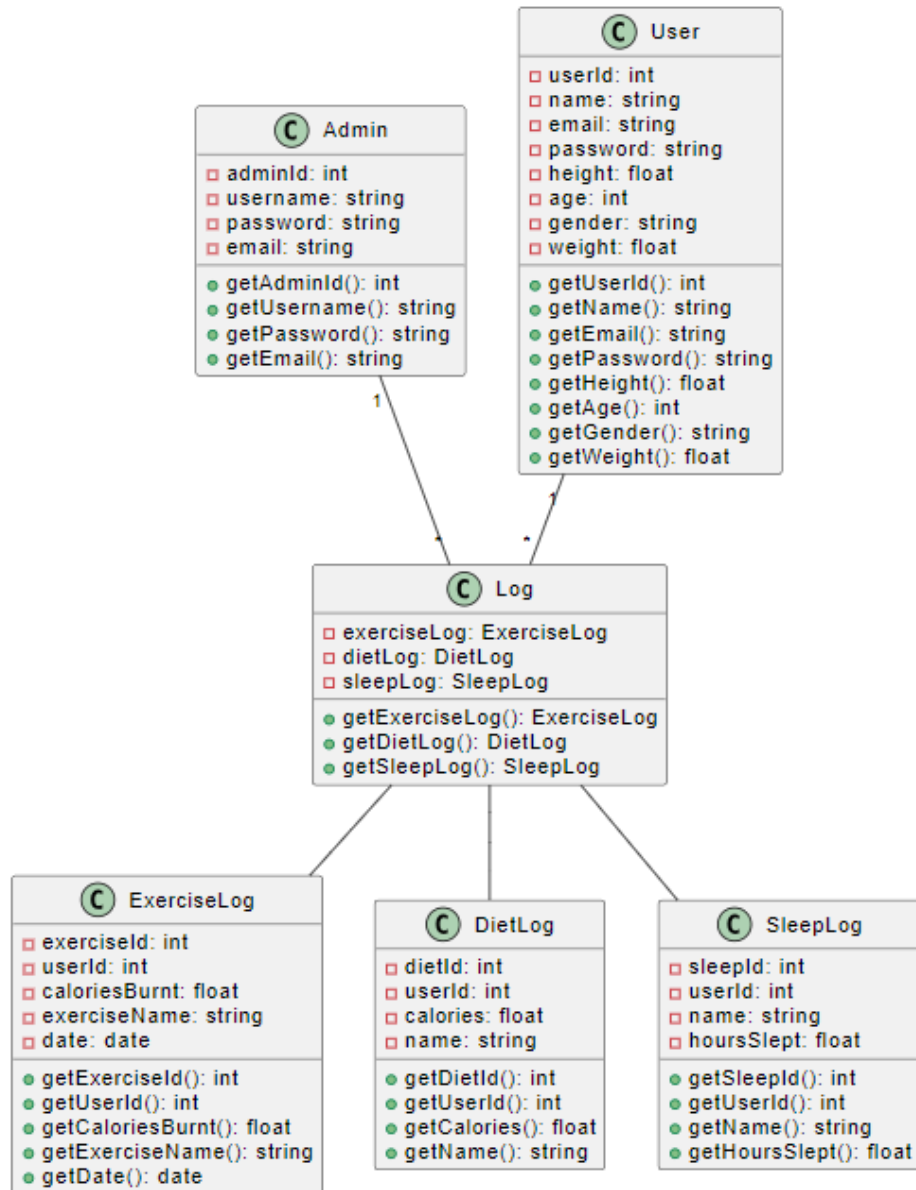 C User
userId: int
name: string
email: string
password: string
height: float
age: int
gender: string
weight: float
getUserId(): int
getName(): string
getEmail(): string
getPassword(): string
getHeight(): float
getAge(): int
getGender(): string
getWeight(): float
C Admin
adminId: int
username: string
password: string
email: string
getAdminId(): int
getUsername(): string
getPassword(): string
getEmail(): string
1
1
*
*
C Log
exerciseLog: ExerciseLog
dietLog: DietLog
sleepLog: SleepLog
getExerciseLog(): ExerciseLog
getDietLog(): DietLog
getSleepLog(): SleepLog
C ExerciseLog
exerciseId: int
userId: int
caloriesBurnt: float
exerciseName: string
date: date
getExerciseId(): int
getUserId(): int
getCaloriesBurnt(): float
getExerciseName(): string
getDate(): date
C DietLog
dietId: int
userId: int
calories: float
name: string
getDietId(): int
getUserId(): int
getCalories(): float
getName(): string
C SleepLog
sleepId: int
userId: int
name: string
hoursSlept: float
getSleepId(): int
getUserId(): int
getName(): string
getHoursSlept(): float